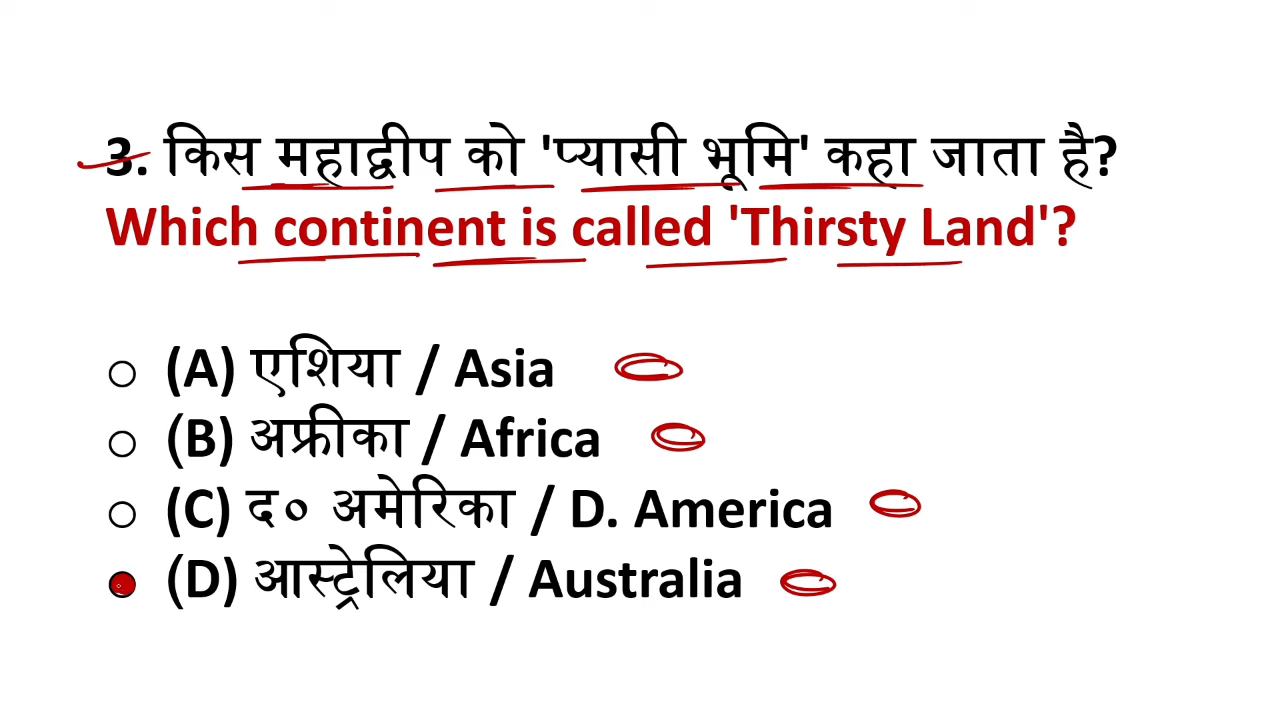 3. किस महाद्वीप को 'प्यासी भूमि' कहा जाता है?
Which continent is called 'Thirsty Land'?
(A) एशिया / Asia
(B) अफ्रीका / Africa
(C) द० अमेरिका / D. America
(D) आस्ट्रेलिया / Australia